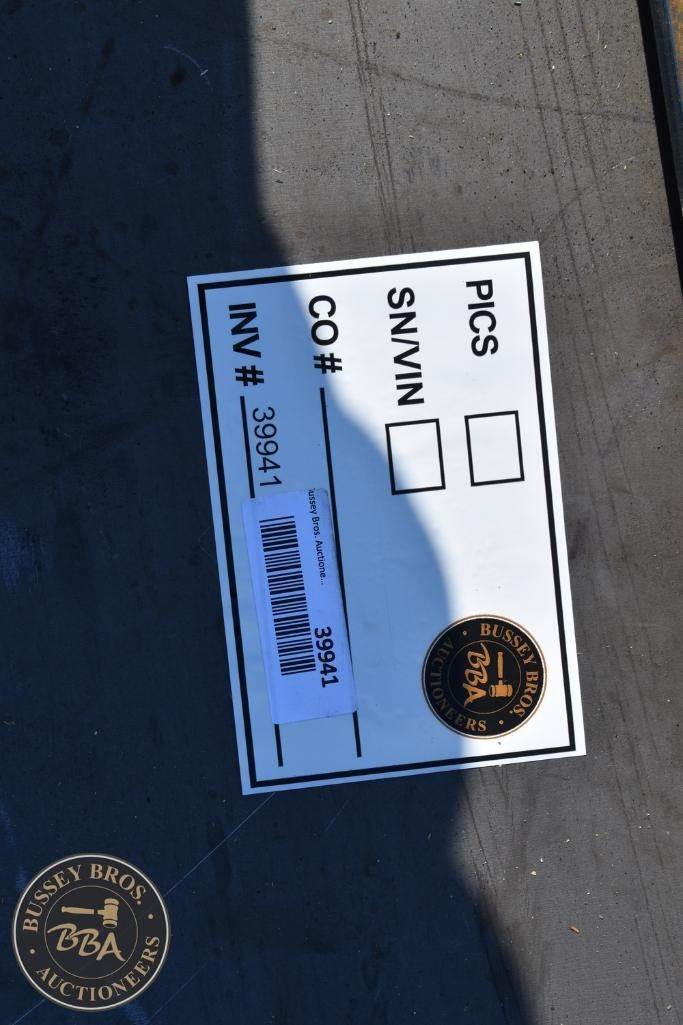 PICS
SN/VIN
CO #
INV # 39941
ussey Bros. Auctione...
39941
BUSSEY BROS.
BBA
AUCTIONEERS
BUSSEY BROS.
BBA
AUCTIONEERS